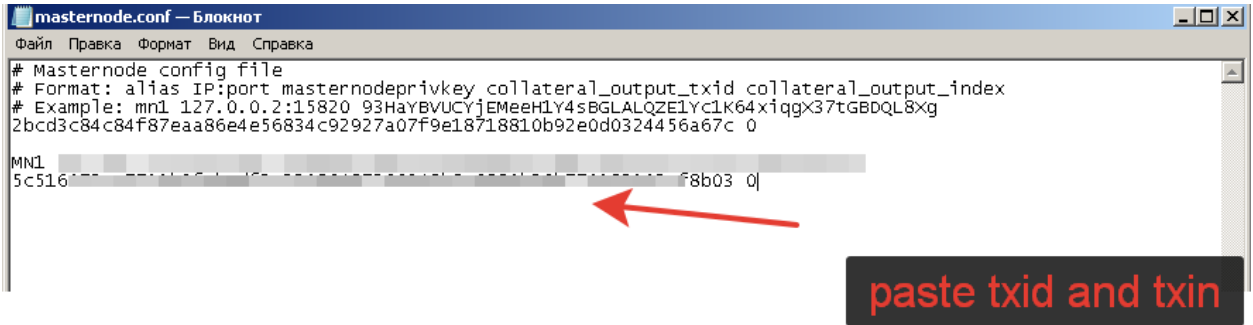 masternode.conf — Блокнот
Файл Правка Формат Вид Справка
# Masternode config file
# Format: alias IP:port masternodeprivkey collateral_output_txid collateral_output_index
# Example: mn1 127.0.0.2:15820 93HaYBVUCYjEMeeH1Y4sBGLALQZE1Yc1K64xiqgX37tGBDQL8Xg
2bcd3c84c84f87eaa86e4e56834c92927a07f9e18718810b92e0d0324456a67c 0
MN1
5c516 f8b03 0
paste txid and txin